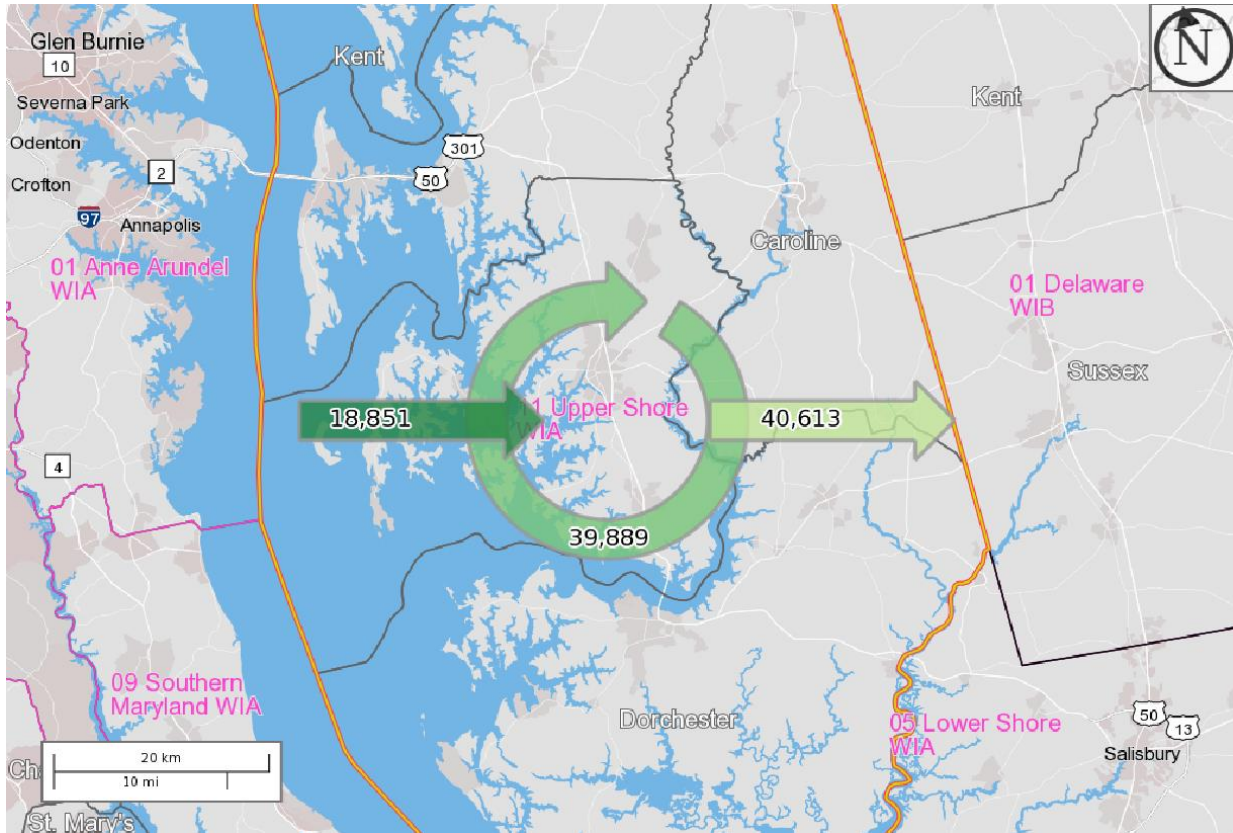 Glen Burnie
10
Kent
N
Severna Park
Kent
Odenton
301
2
50
Crofton
97
Annapolis
Caroline
01 Anne Arundel
WIA
01 Delaware
WIB
Sussex
18,851
11 Upper Shore
WIA
40,613
4
39,889
09 Southern
Maryland WIA
Dorchester
05 Lower Shore
WIA
50
13
Salisbury
20 km
10 mi
Ch
St. Mary's